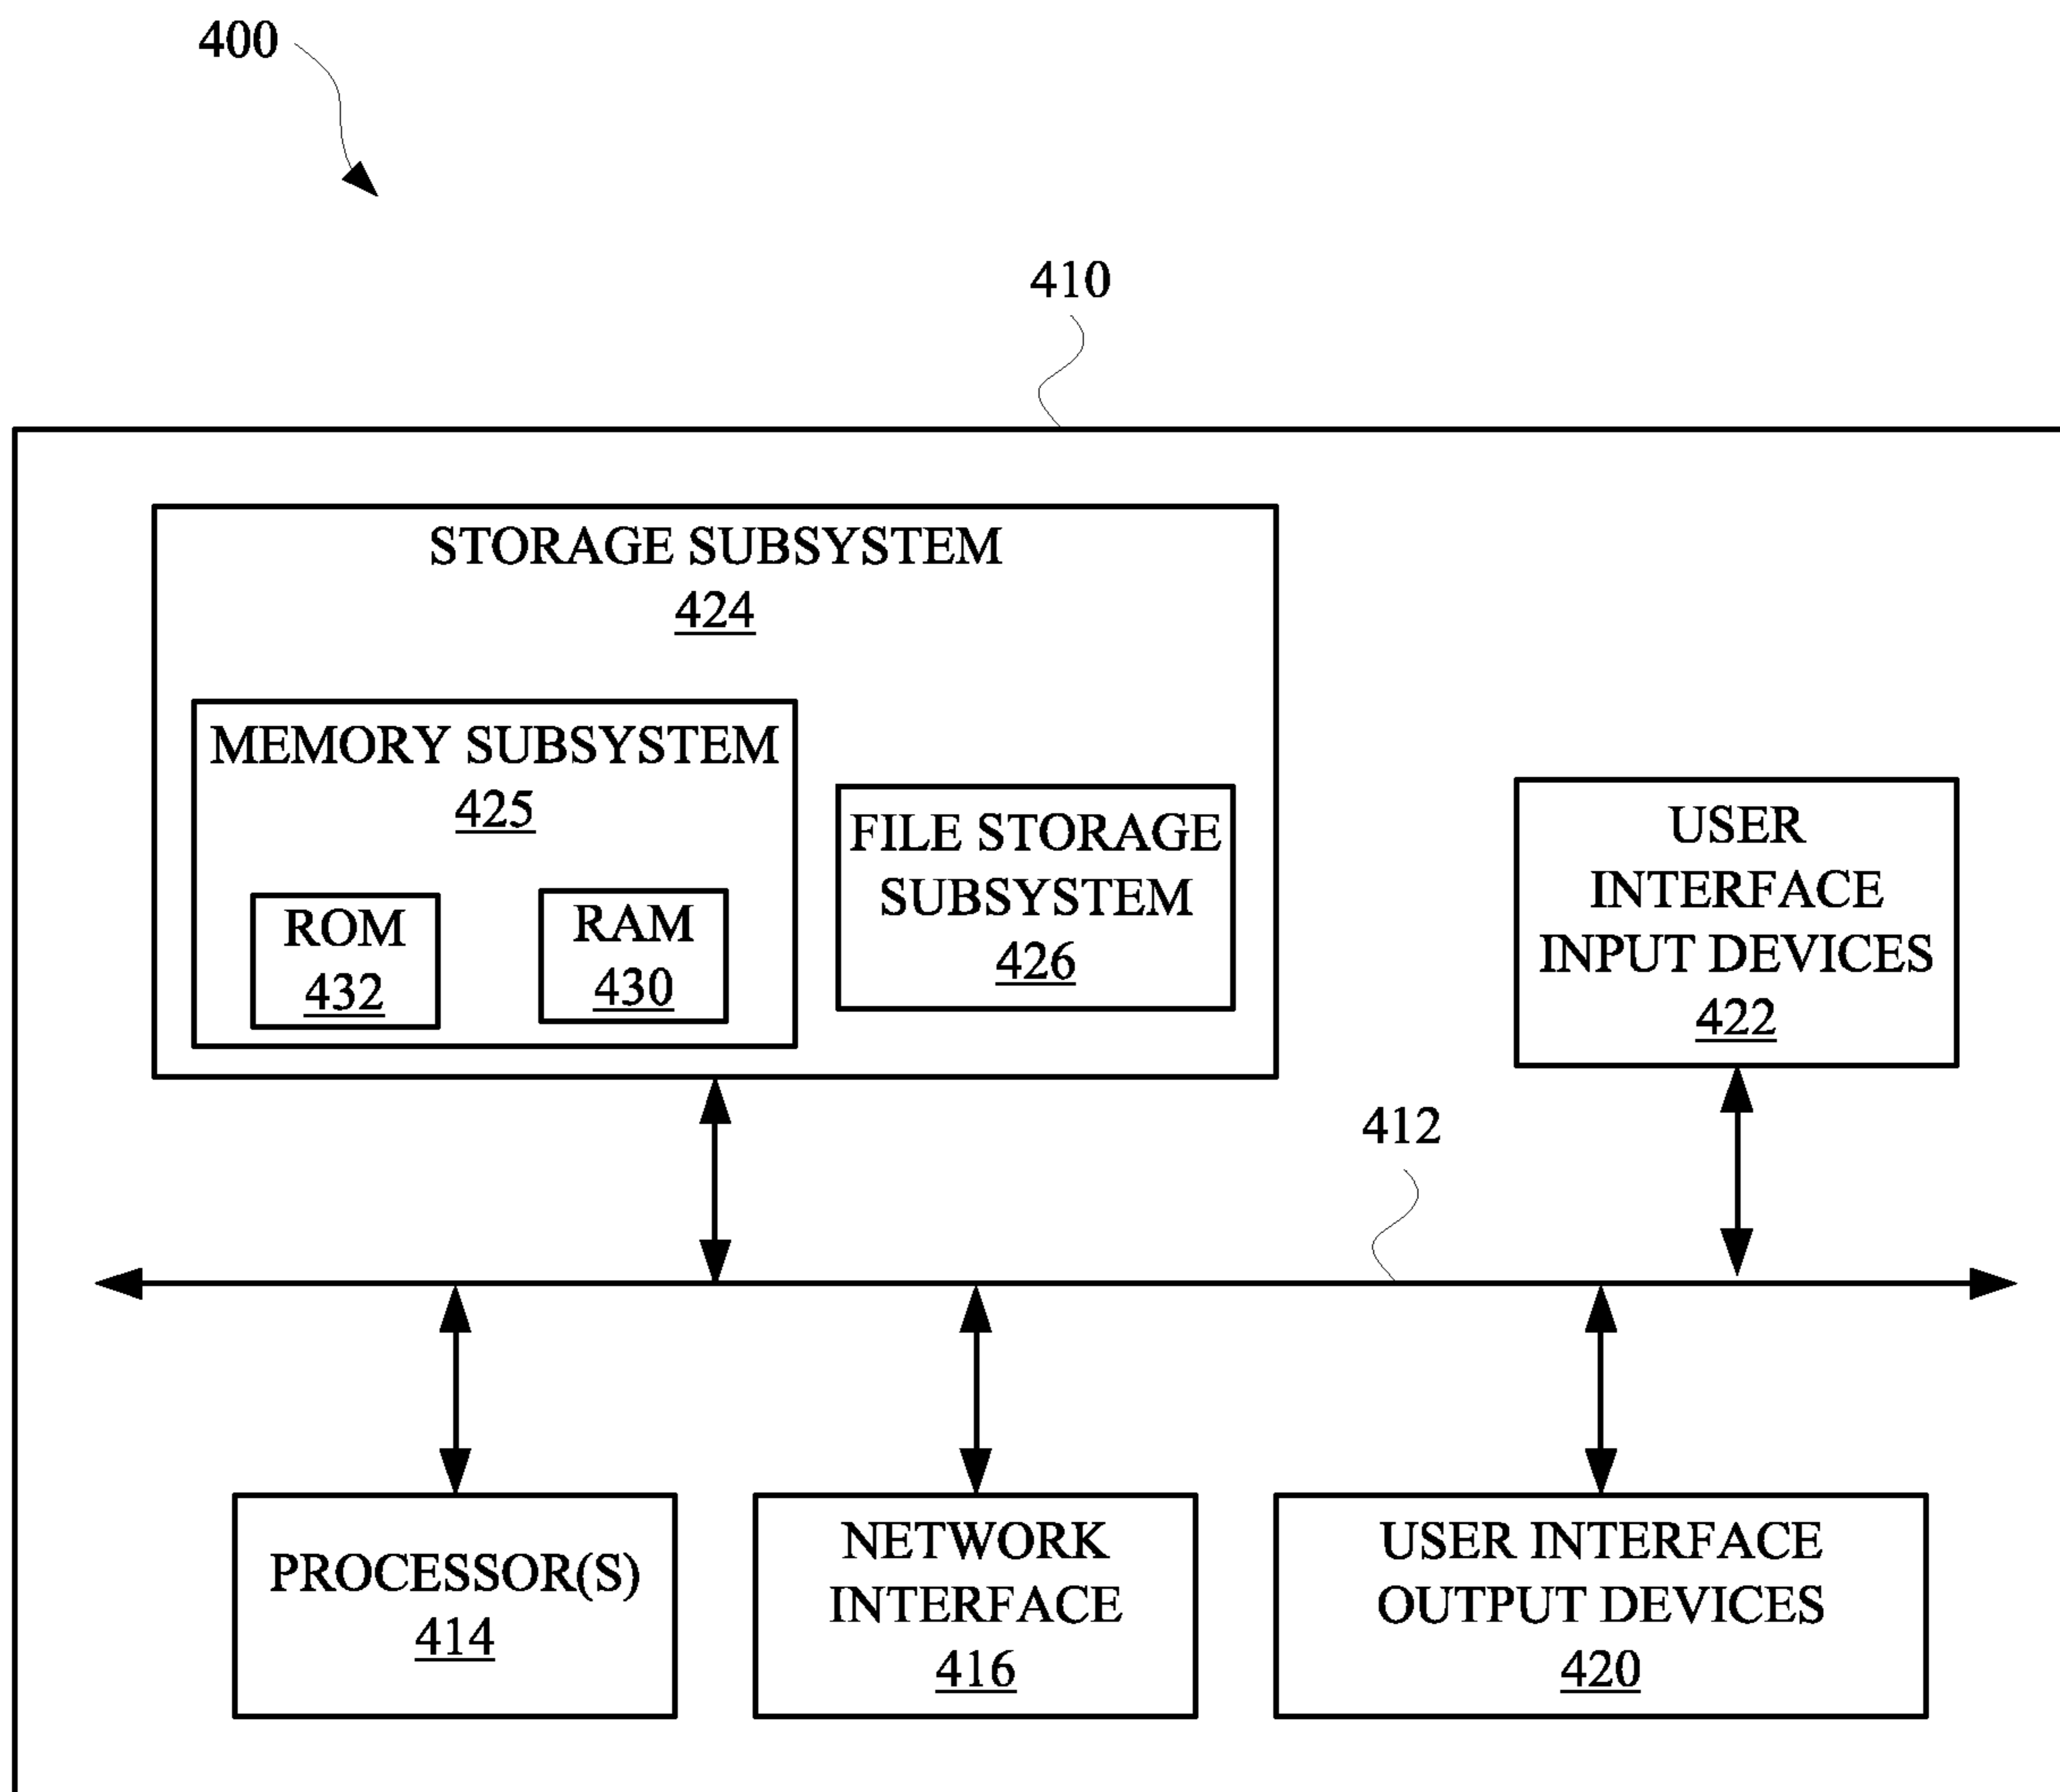 400
410
STORAGE SUBSYSTEM
424
MEMORY SUBSYSTEM
425
ROM
432
RAM
430
FILE STORAGE
SUBSYSTEM
426
USER
INTERFACE
INPUT DEVICES
422
412
PROCESSOR(S)
414
NETWORK
INTERFACE
416
USER INTERFACE
OUTPUT DEVICES
420